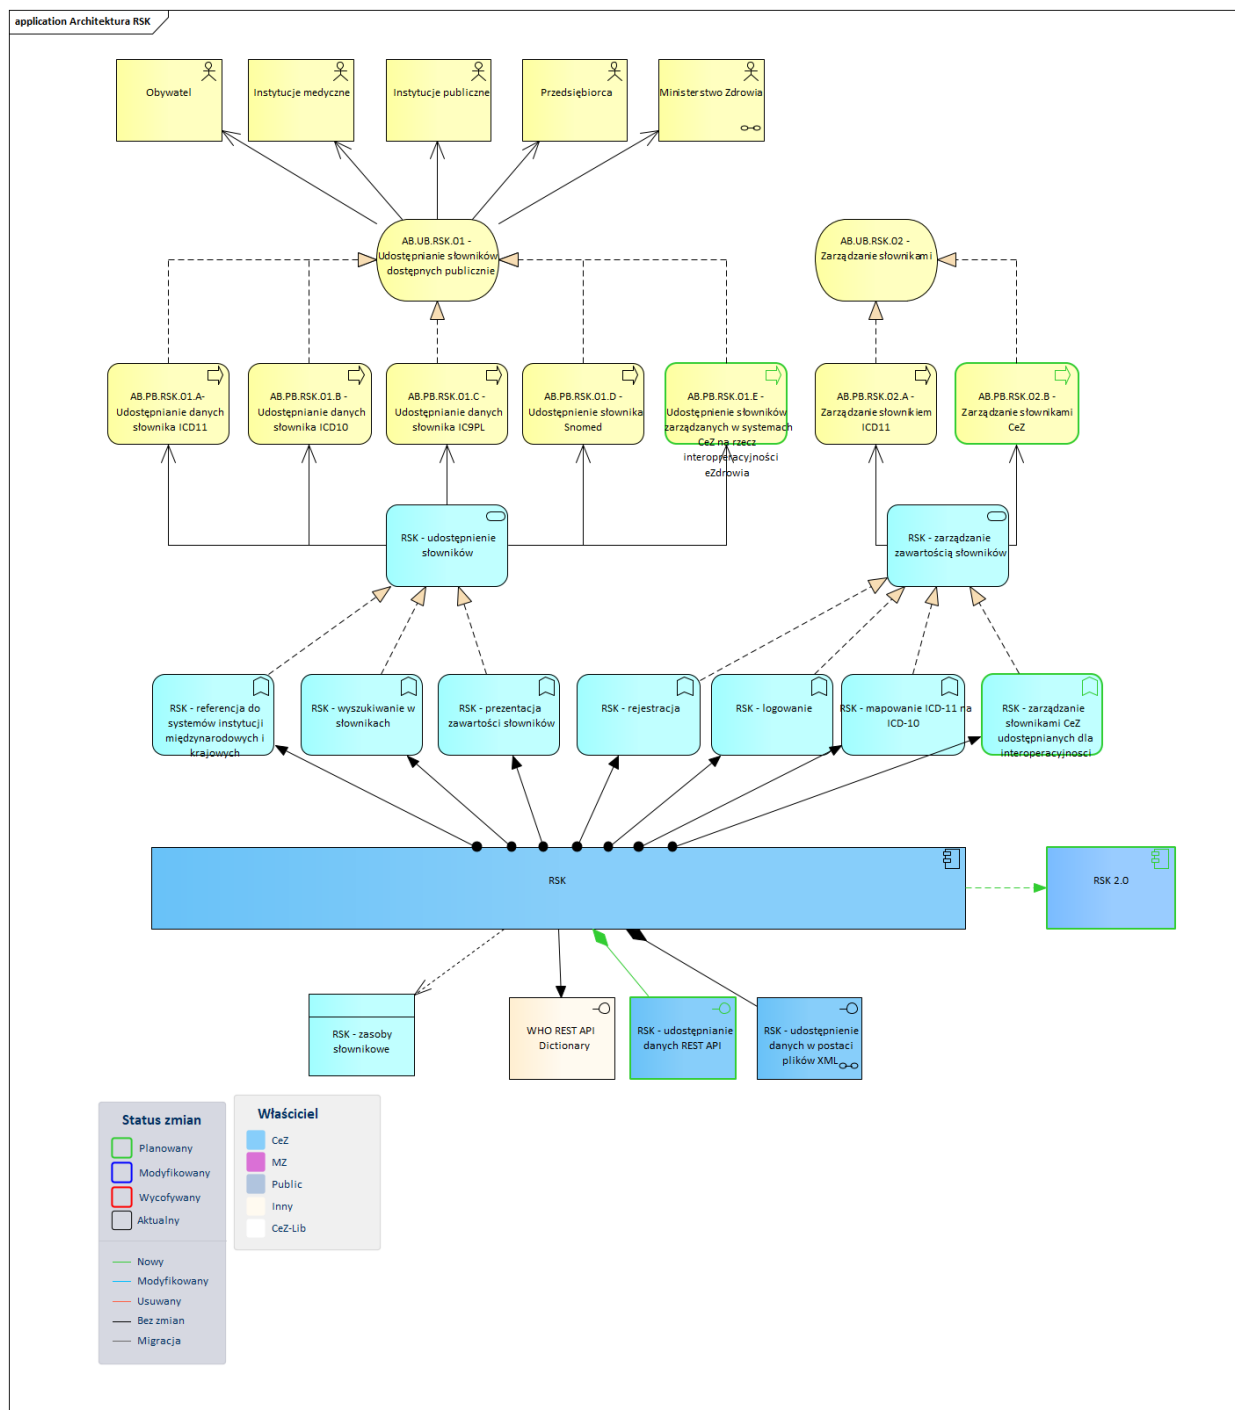 application Architektura RSK
Obywatel
Instytucje medyczne
Instytucje publiczne
Przedsiębiorca
Ministerstwo Zdrowia
AB.UB.RSK.01 -
Udostępnianie słowników
dostępnych publicznie
AB.UB.RSK.02 -
Zarządzanie słownikami
AB.PB.RSK.01.A-
Udostępnianie danych
słownika ICD11
AB.PB.RSK.01.B -
Udostępnianie danych
słownika ICD10
AB.PB.RSK.01.C -
Udostępnianie danych
słownika IC9PL
AB.PB.RSK.01.D -
Udostępnienie słownika
Snomed
AB.PB.RSK.01.E -
Udostępnienie słowników
zarządzanych w systemach
CeZ na rzecz
interopreracyjności
eZdrowia
AB.PB.RSK.02.A -
Zarządzanie słownikiem
ICD11
AB.PB.RSK.02.B -
Zarządzanie słownikami
CeZ
RSK - udostępnienie
słowników
RSK - zarządzanie
zawartością słowników
RSK - referencja do
systemów instytucji
międzynarodowych i
krajowych
RSK - wyszukiwanie w
słownikach
RSK - prezentacja
zawartości słowników
RSK - rejestracja
RSK - logowanie
RSK - mapowanie ICD-11 na
ICD-10
RSK - zarządzanie
słownikami CeZ
udostępnianych dla
interoperacyjnosci
RSK
RSK 2.0
RSK - zasoby
słownikowe
WHO REST API
Dictionary
RSK - udostępnianie
danych REST API
RSK - udostępnienie
danych w postaci
plików XML
Status zmian
Planowany
Modyfikowany
Wycofywany
Aktualny
Nowy
Modyfikowany
Usuwany
Bez zmian
Migracja
Właściciel
CeZ
MZ
Public
Inny
CeZ-Lib